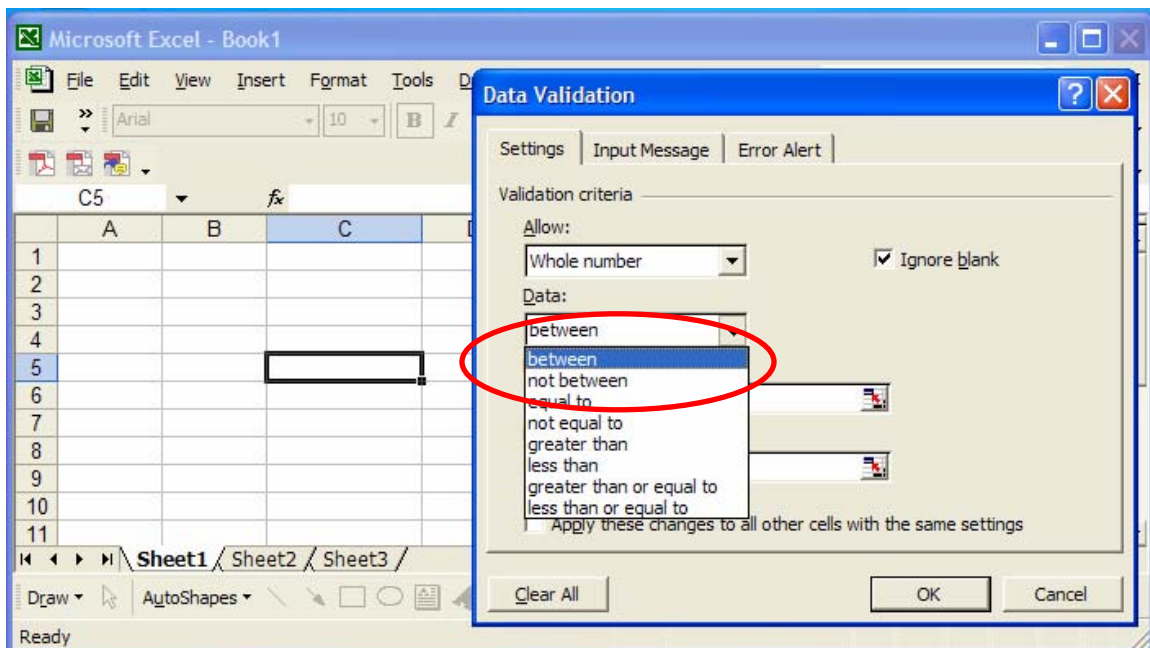 Microsoft Excel - Book1
File Edit View Insert Format Tools D
Arial 10 B I
C5 fx
A B C
1
2
3
4
5
6
7
8
9
10
11
Sheet1 Sheet2 Sheet3
Draw AutoShapes
Ready
Data Validation
Settings Input Message Error Alert
Validation criteria
Allow:
Whole number Ignore blank
Data:
between
between
not between
equal to
not equal to
greater than
less than
greater than or equal to
less than or equal to
Apply these changes to all other cells with the same settings
Clear All OK Cancel